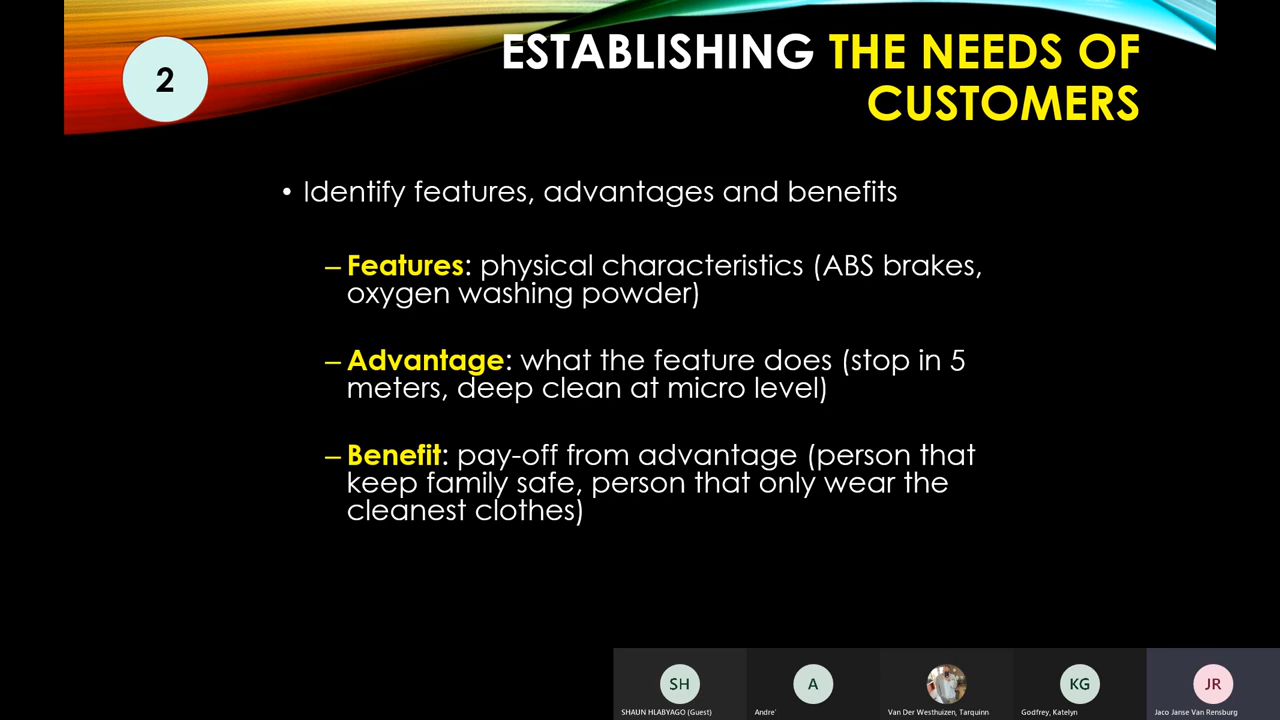 2
ESTABLISHING THE NEEDS OF
CUSTOMERS
• Identify features, advantages and benefits
– Features: physical characteristics (ABS brakes,
oxygen washing powder)
– Advantage: what the feature does (stop in 5
meters, deep clean at micro level)
– Benefit: pay-off from advantage (person that
keep family safe, person that only wear the
cleanest clothes)
SH
A
KG
JR
SHAUN HLABYAGO (Guest)
Andre'
Van Der Westhuizen, Tarquinn
Godfrey, Katelyn
Jaco Janse Van Rensburg